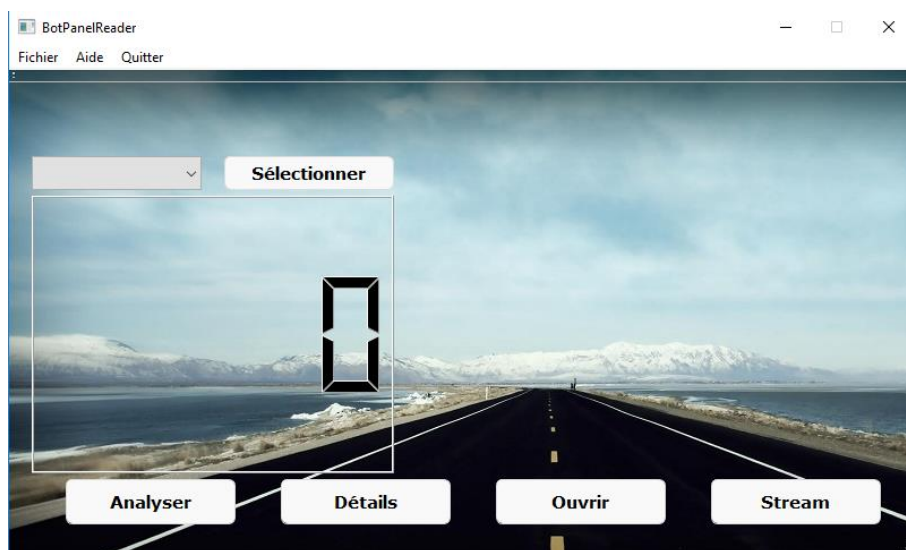 BotPanelReader
Fichier Aide Quitter
Sélectionner
0
Analyser Détails Ouvrir Stream